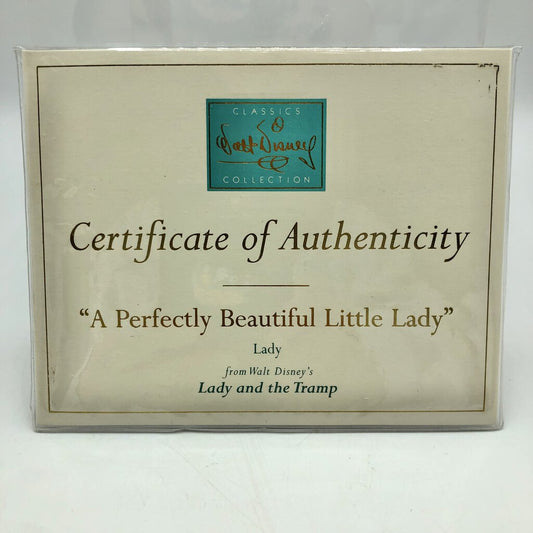 CLASSICS
Walt Disney
COLLECTION
Certificate of Authenticity
“A Perfectly Beautiful Little Lady”
Lady
from Walt Disney's
Lady and the Tramp